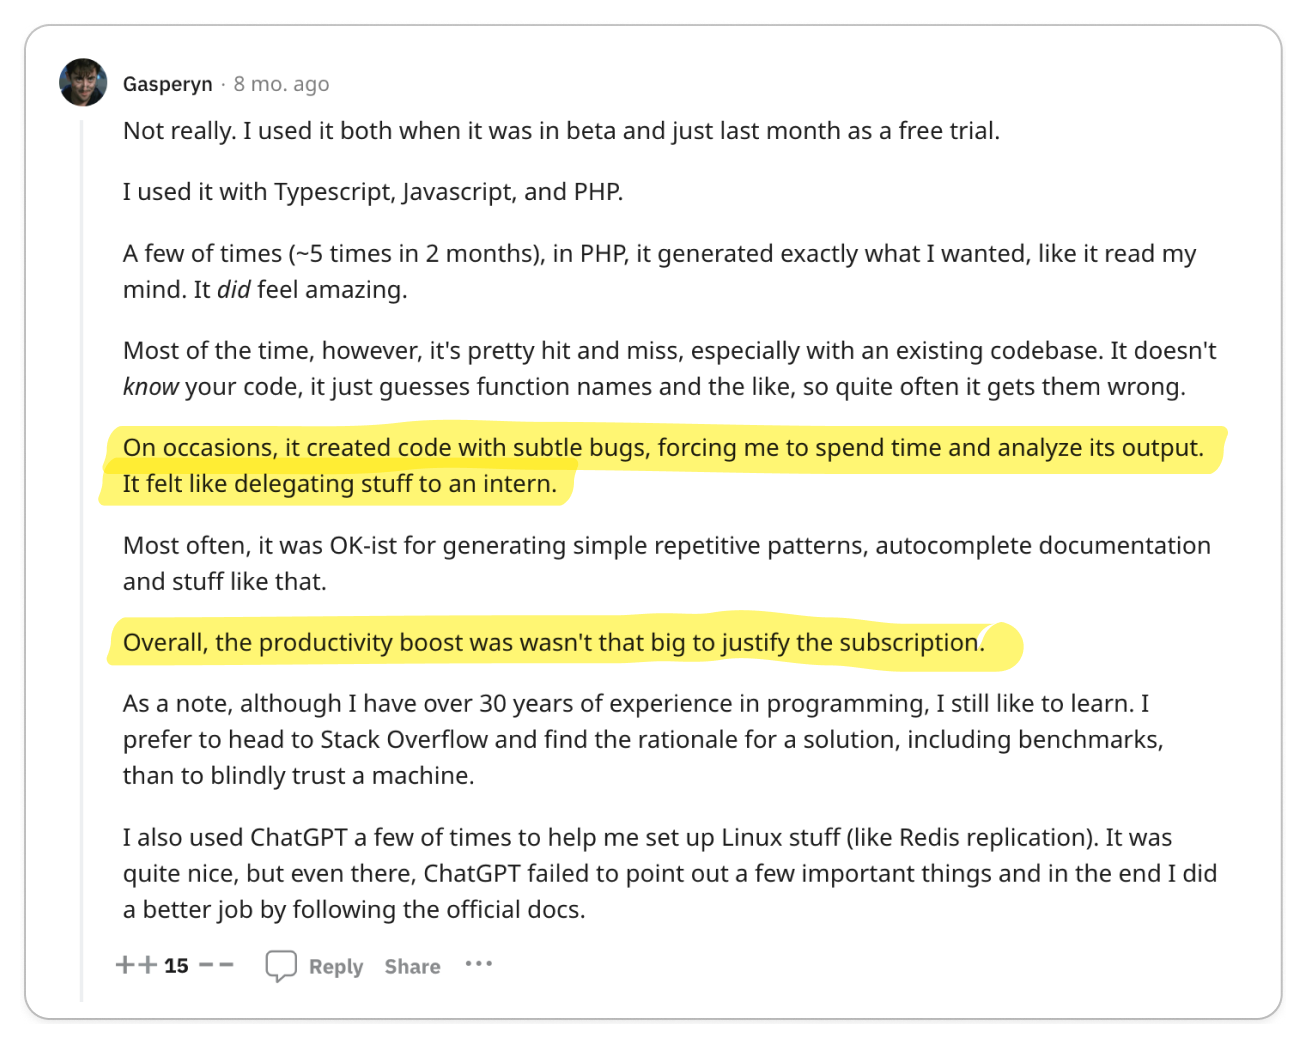 Gasperyn · 8 mo. ago
Not really. I used it both when it was in beta and just last month as a free trial.
I used it with Typescript, Javascript, and PHP.
A few of times (~5 times in 2 months), in PHP, it generated exactly what I wanted, like it read my
mind. It did feel amazing.
Most of the time, however, it's pretty hit and miss, especially with an existing codebase. It doesn't
know your code, it just guesses function names and the like, so quite often it gets them wrong.
On occasions, it created code with subtle bugs, forcing me to spend time and analyze its output.
It felt like delegating stuff to an intern.
Most often, it was OK-ist for generating simple repetitive patterns, autocomplete documentation
and stuff like that.
Overall, the productivity boost was wasn't that big to justify the subscription.
As a note, although I have over 30 years of experience in programming, I still like to learn. I
prefer to head to Stack Overflow and find the rationale for a solution, including benchmarks,
than to blindly trust a machine.
I also used ChatGPT a few of times to help me set up Linux stuff (like Redis replication). It was
quite nice, but even there, ChatGPT failed to point out a few important things and in the end I did
a better job by following the official docs.
++ 15 -- Reply Share ···